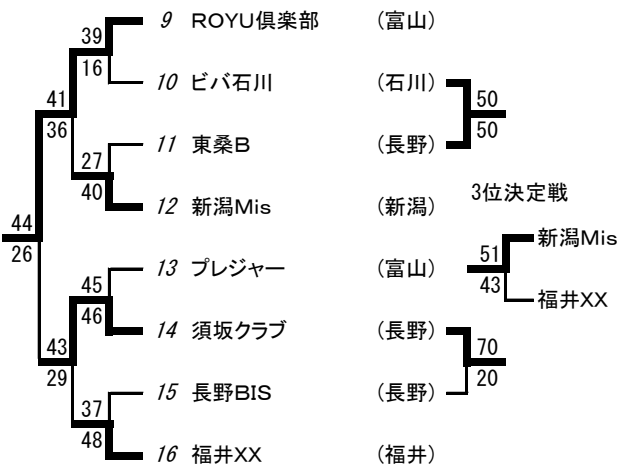 39
9 ROYU倶楽部 (富山)
16
10 ビバ石川 (石川)
41
36
50
50
11 東桑B (長野)
27
40
12 新潟Mis (新潟)
3位決定戦
44
26
新潟Mis
51
43
福井XX
13 プレジャー (富山)
45
46
14 須坂クラブ (長野)
43
29
70
20
15 長野BIS (長野)
37
48
16 福井XX (福井)